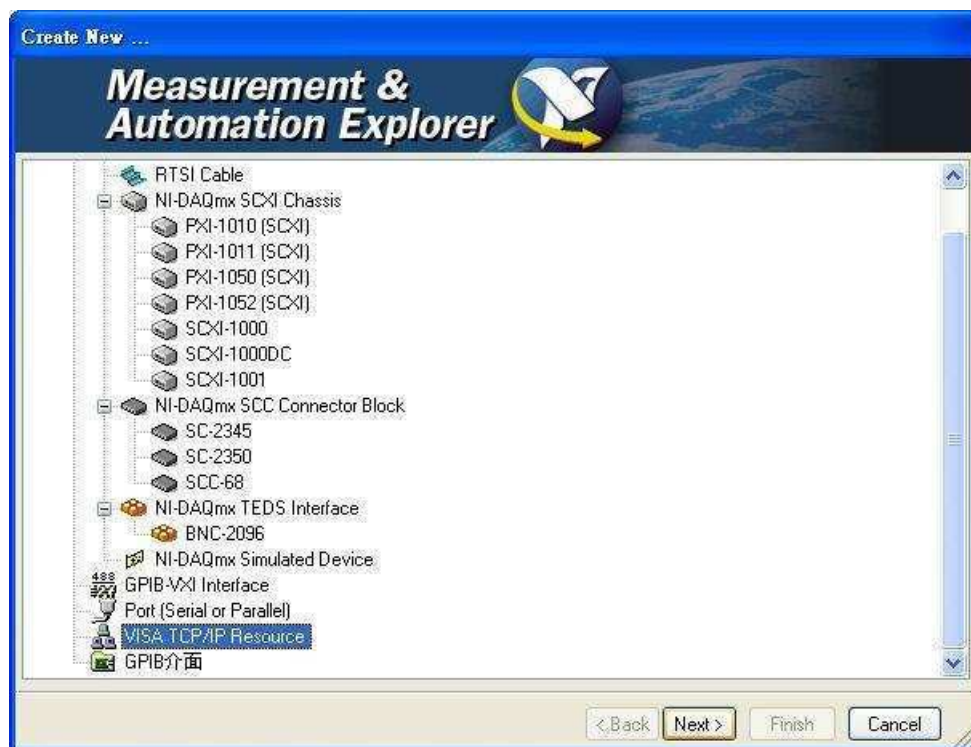 Create New ...
Measurement &
Automation Explorer
RTSI Cable
NI-DAQmx SCXI Chassis
PXI-1010 (SCXI)
PXI-1011 (SCXI)
PXI-1050 (SCXI)
PXI-1052 (SCXI)
SCXI-1000
SCXI-1000DC
SCXI-1001
NI-DAQmx SCC Connector Block
SC-2345
SC-2350
SCC-68
NI-DAQmx TEDS Interface
BNC-2096
NI-DAQmx Simulated Device
GPIB-VXI Interface
Port (Serial or Parallel)
VISA TCP/IP Resource
GPIB介面
< Back Next > Finish Cancel